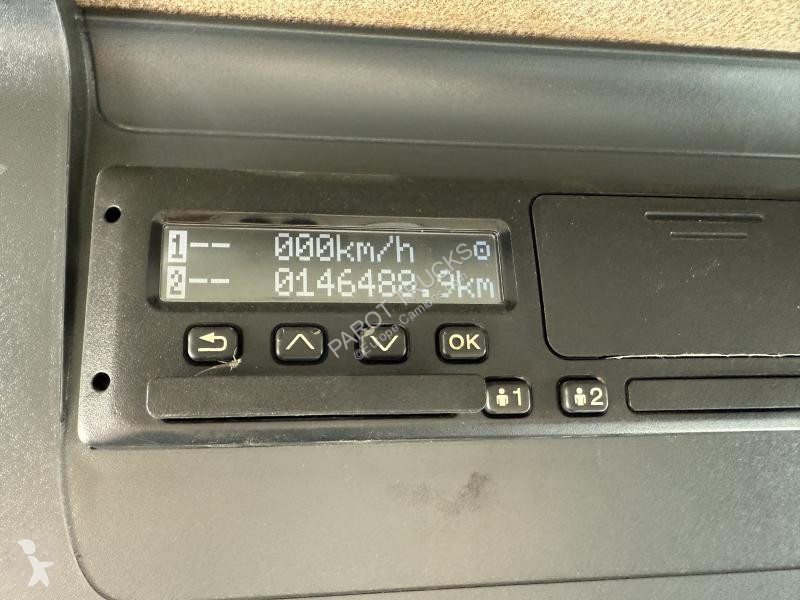 1-- 000km/h
2-- 0146488.9km
OK
1
2
PAROT TRUCKS